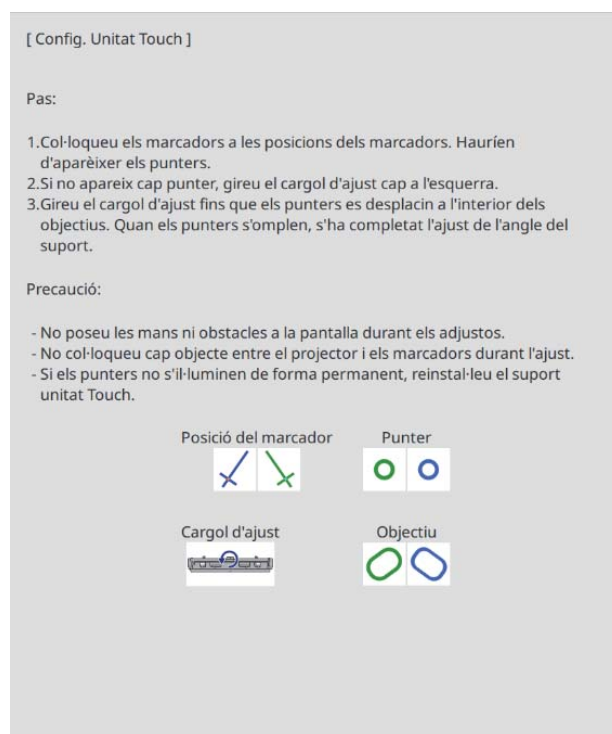 [ Config. Unitat Touch ]
Pas:
1.Col·loqueu els marcadors a les posicions dels marcadors. Hauríen
d'aparèixer els punters.
2.Si no apareix cap punter, gireu el cargol d'ajust cap a l'esquerra.
3.Gireu el cargol d'ajust fins que els punters es desplacin a l'interior dels
objectius. Quan els punters s'omplen, s'ha completat l'ajust de l'angle del
suport.
Precaució:
- No poseu les mans ni obstacles a la pantalla durant els adjustos.
- No col·loqueu cap objecte entre el projector i els marcadors durant l'ajust.
- Si els punters no s'il·luminen de forma permanent, reinstal·leu el suport
unitat Touch.
Posició del marcador Punter
Cargol d'ajust Objectiu